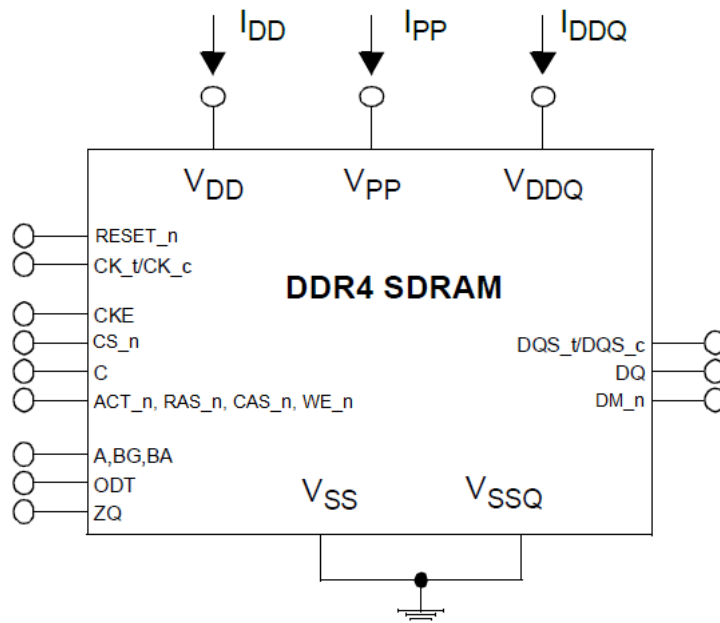 IDD IPP IDDQ
VDD VPP VDDQ
RESET_n
CK_t/CK_c
DDR4 SDRAM
CKE
CS_n DQS_t/DQS_c
C DQ
ACT_n, RAS_n, CAS_n, WE_n DM_n
A,BG,BA
ODT
VSS VSSQ
ZQ